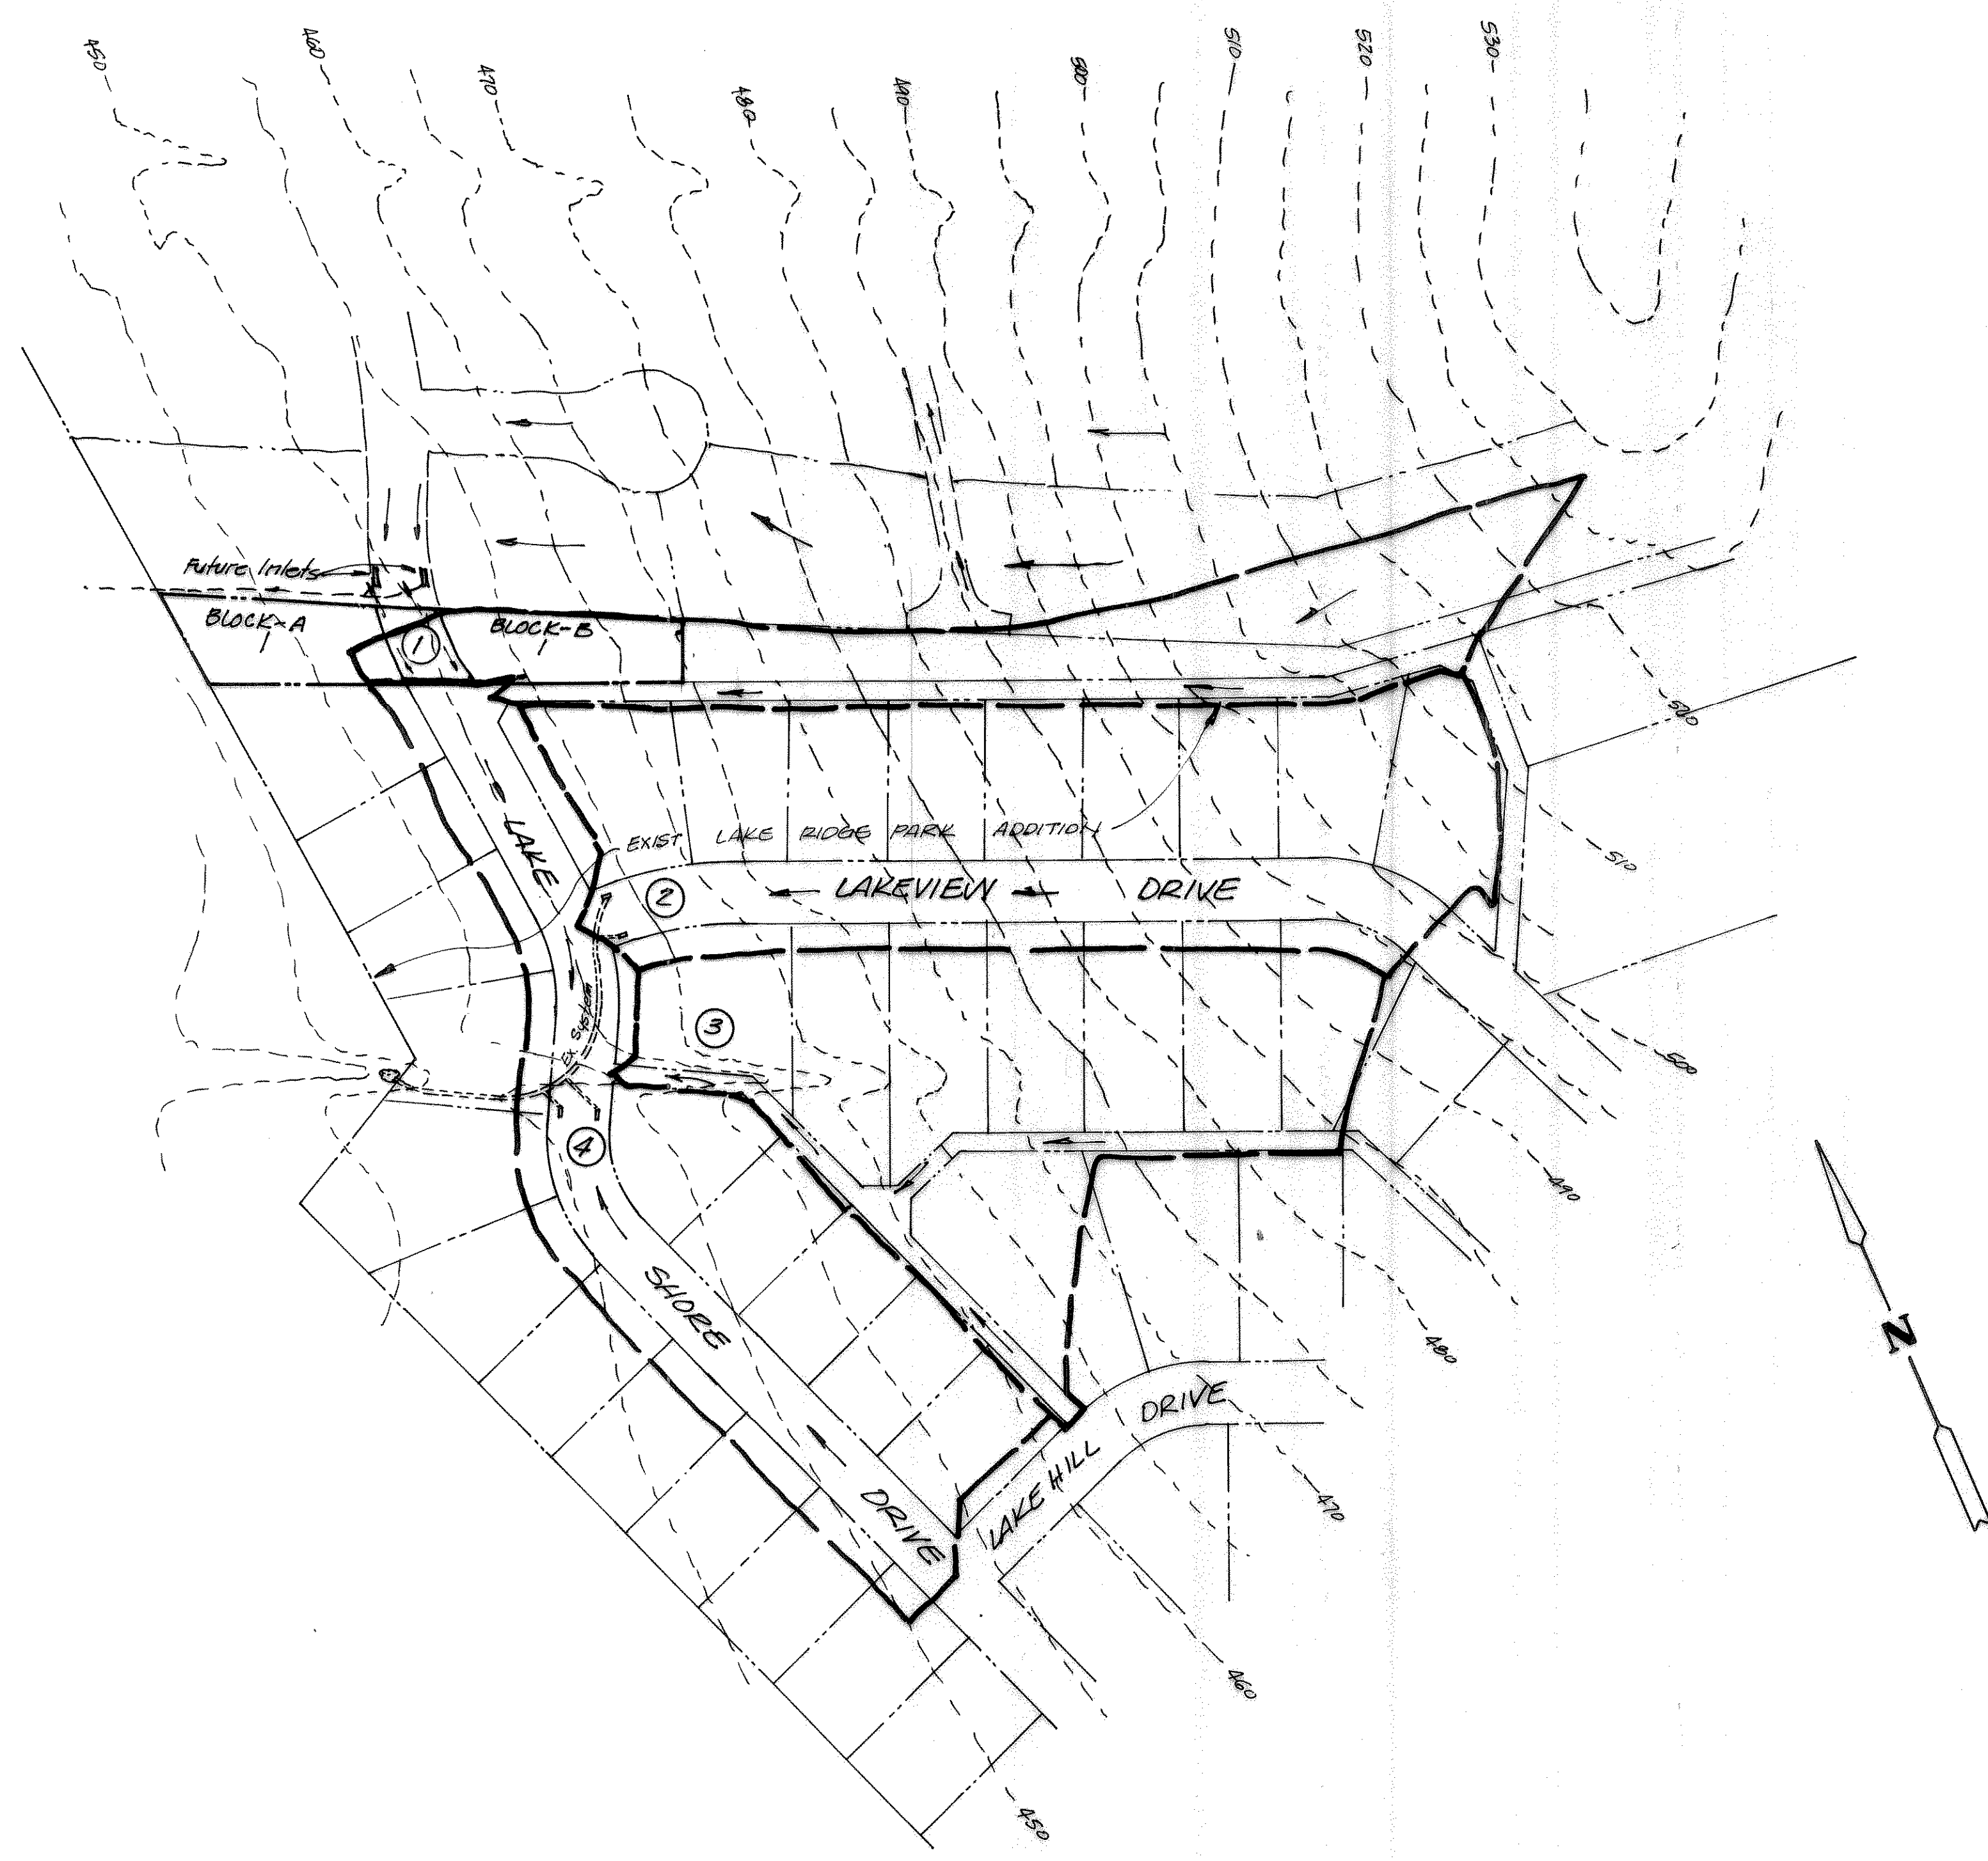 450
460
470
480
490
500
510
520
530
Future Inlets
BLOCK-A
1
BLOCK-B
520
LAKE
EXIST LAKE RIDGE PARK ADDITION
510
2
LAKEVIEW DRIVE
Ex System
3
500
4
490
SHORE
N
480
DRIVE
LAKE HILL
DRIVE
470
460
450